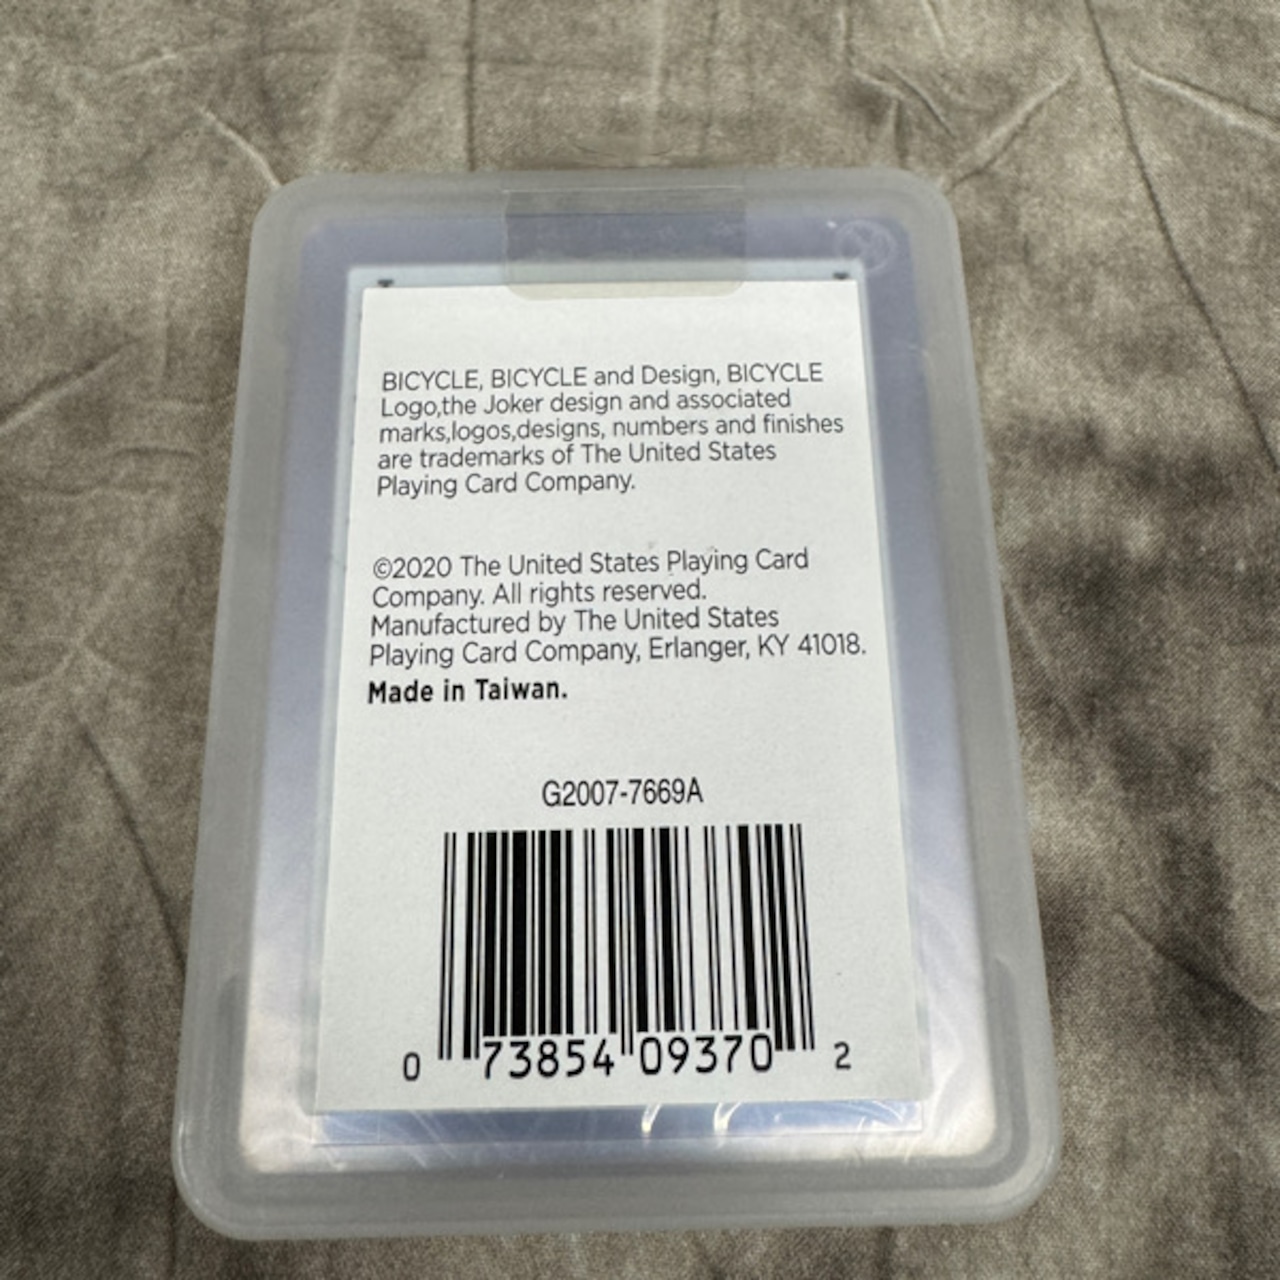 BICYCLE, BICYCLE and Design, BICYCLE
Logo,the Joker design and associated
marks,logos,designs, numbers and finishes
are trademarks of The United States
Playing Card Company.
©2020 The United States Playing Card
Company. All rights reserved.
Manufactured by The United States
Playing Card Company, Erlanger, KY 41018.
Made in Taiwan.
G2007-7669A
0 73854 09370 2